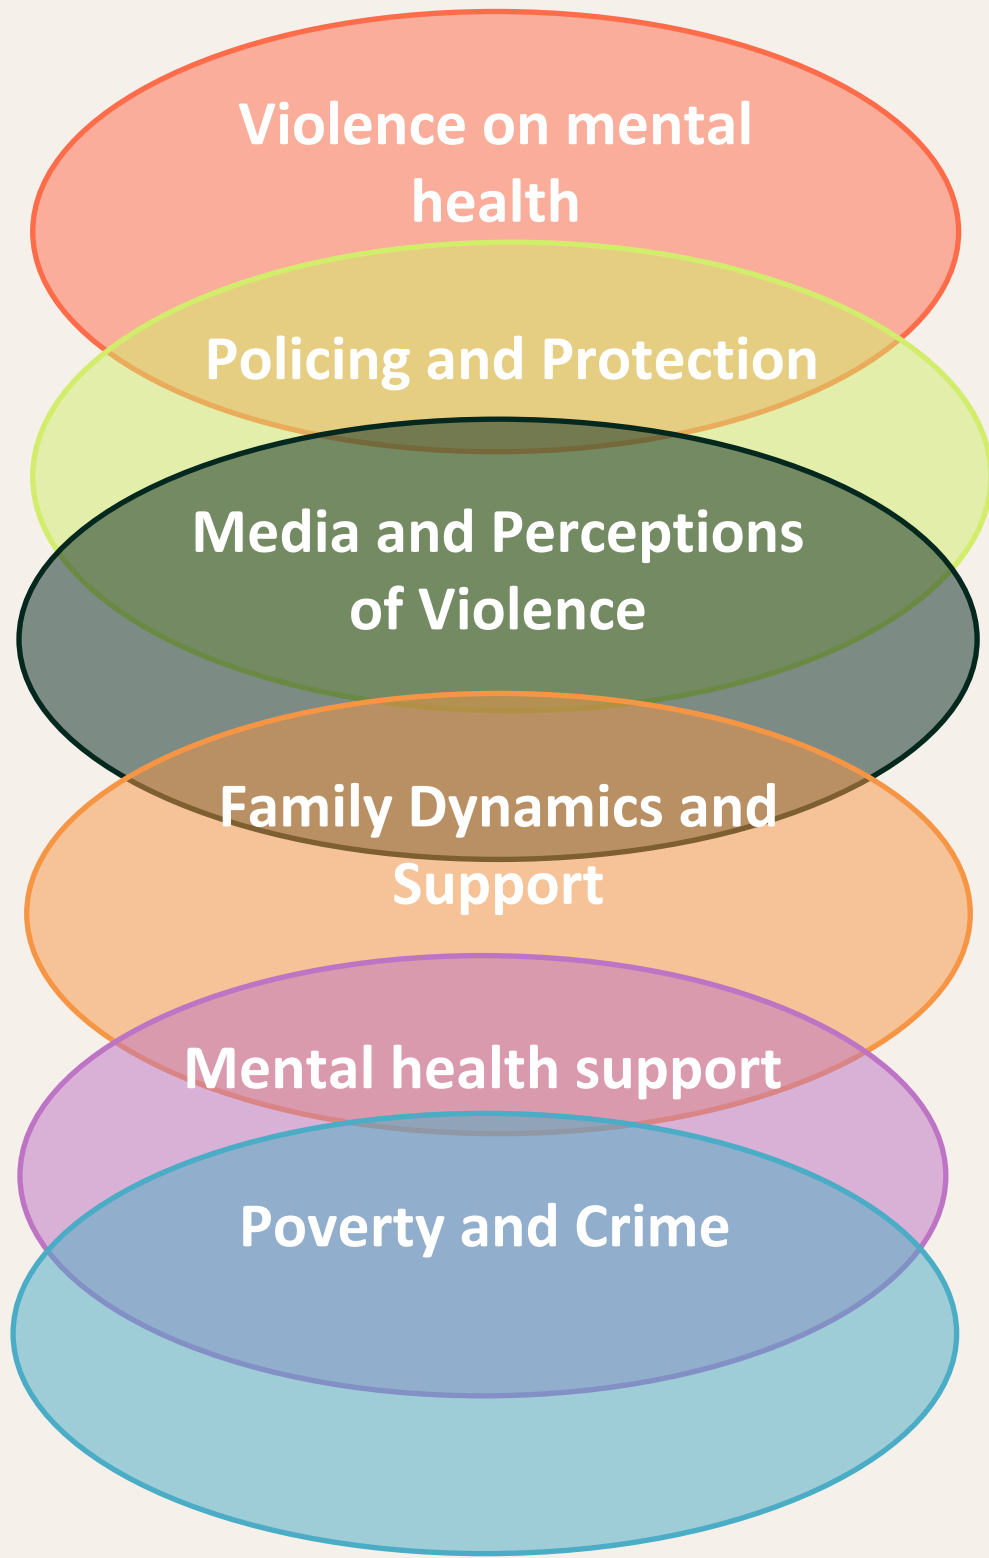 Violence on mental
health
Policing and Protection
Media and Perceptions
of Violence
Family Dynamics and
Support
Mental health support
Poverty and Crime